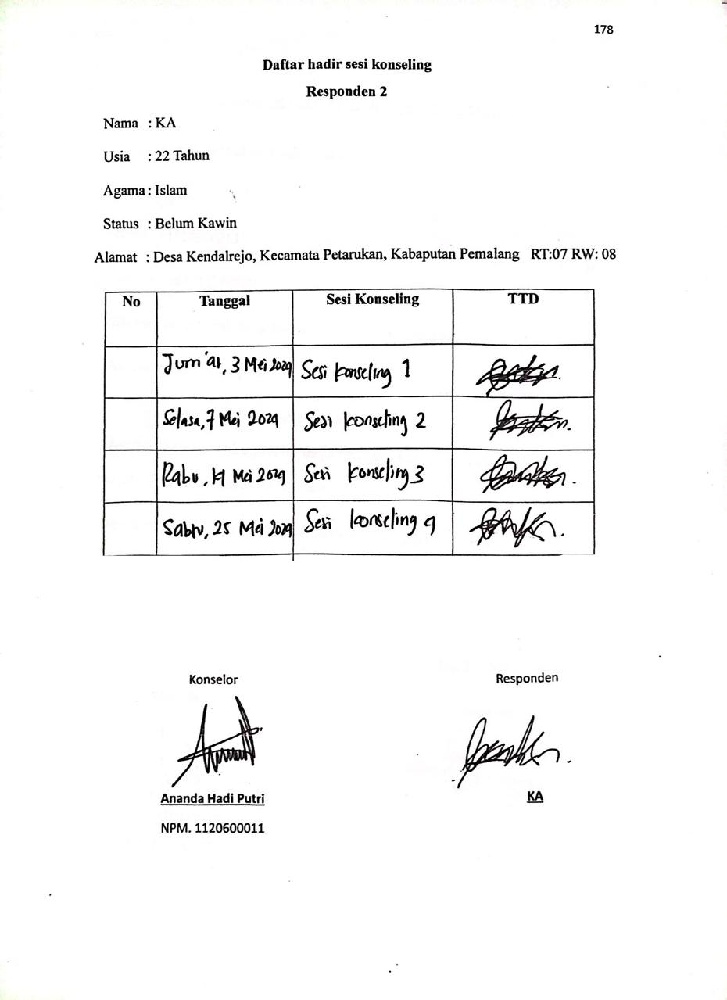 178
Daftar hadir sesi konseling
Responden 2
Nama : KA
Usia : 22 Tahun
Agama : Islam
Status : Belum Kawin
Alamat : Desa Kendalrejo, Kecamata Petarukan, Kabaputan Pemalang RT:07 RW: 08
No Tanggal Sesi Konseling TTD
Jum'at, 3 Mei 2024 Sesi konseling 1
Selasa, 7 Mei 2024 Sesi konseling 2
Rabu, Mei 2024 Sesi konseling 3
Sabtu, 25 Mei 2024 Sesi konseling 4
Konselor Responden
Ananda Hadi Putri KA
NPM. 1120600011